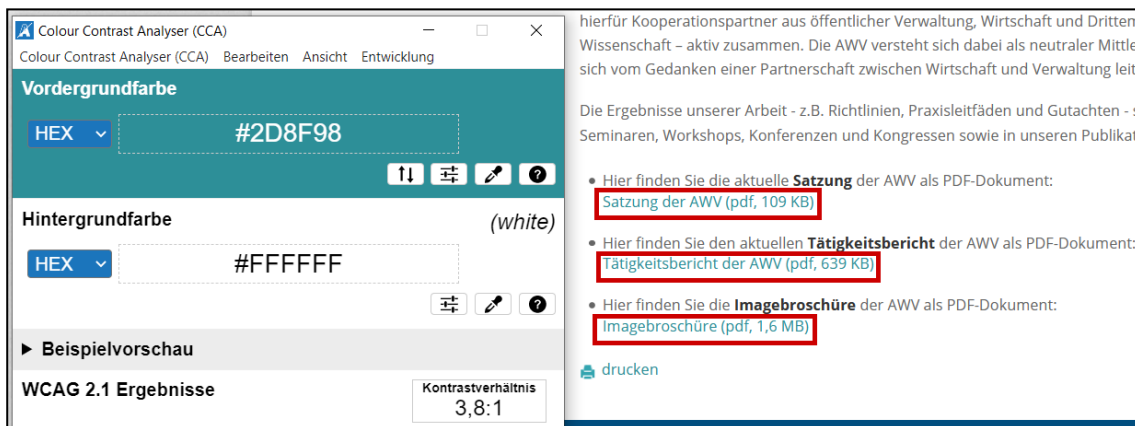 Colour Contrast Analyser (CCA)
Colour Contrast Analyser (CCA) Bearbeiten Ansicht Entwicklung
Vordergrundfarbe
HEX #2D8F98
Hintergrundfarbe (white)
HEX #FFFFFF
▶ Beispielvorschau
WCAG 2.1 Ergebnisse
Kontrastverhältnis
3,8:1
hierfür Kooperationspartner aus öffentlicher Verwaltung, Wirtschaft und Dritten
Wissenschaft – aktiv zusammen. Die AWV versteht sich dabei als neutraler Mittle
sich vom Gedanken einer Partnerschaft zwischen Wirtschaft und Verwaltung leit
Die Ergebnisse unserer Arbeit - z.B. Richtlinien, Praxisleitfäden und Gutachten -
Seminaren, Workshops, Konferenzen und Kongressen sowie in unseren Publikat
• Hier finden Sie die aktuelle Satzung der AWV als PDF-Dokument:
Satzung der AWV (pdf, 109 KB)
• Hier finden Sie den aktuellen Tätigkeitsbericht der AWV als PDF-Dokument:
Tätigkeitsbericht der AWV (pdf, 639 KB)
• Hier finden Sie die Imagebroschüre der AWV als PDF-Dokument:
Imagebroschüre (pdf, 1,6 MB)
drucken